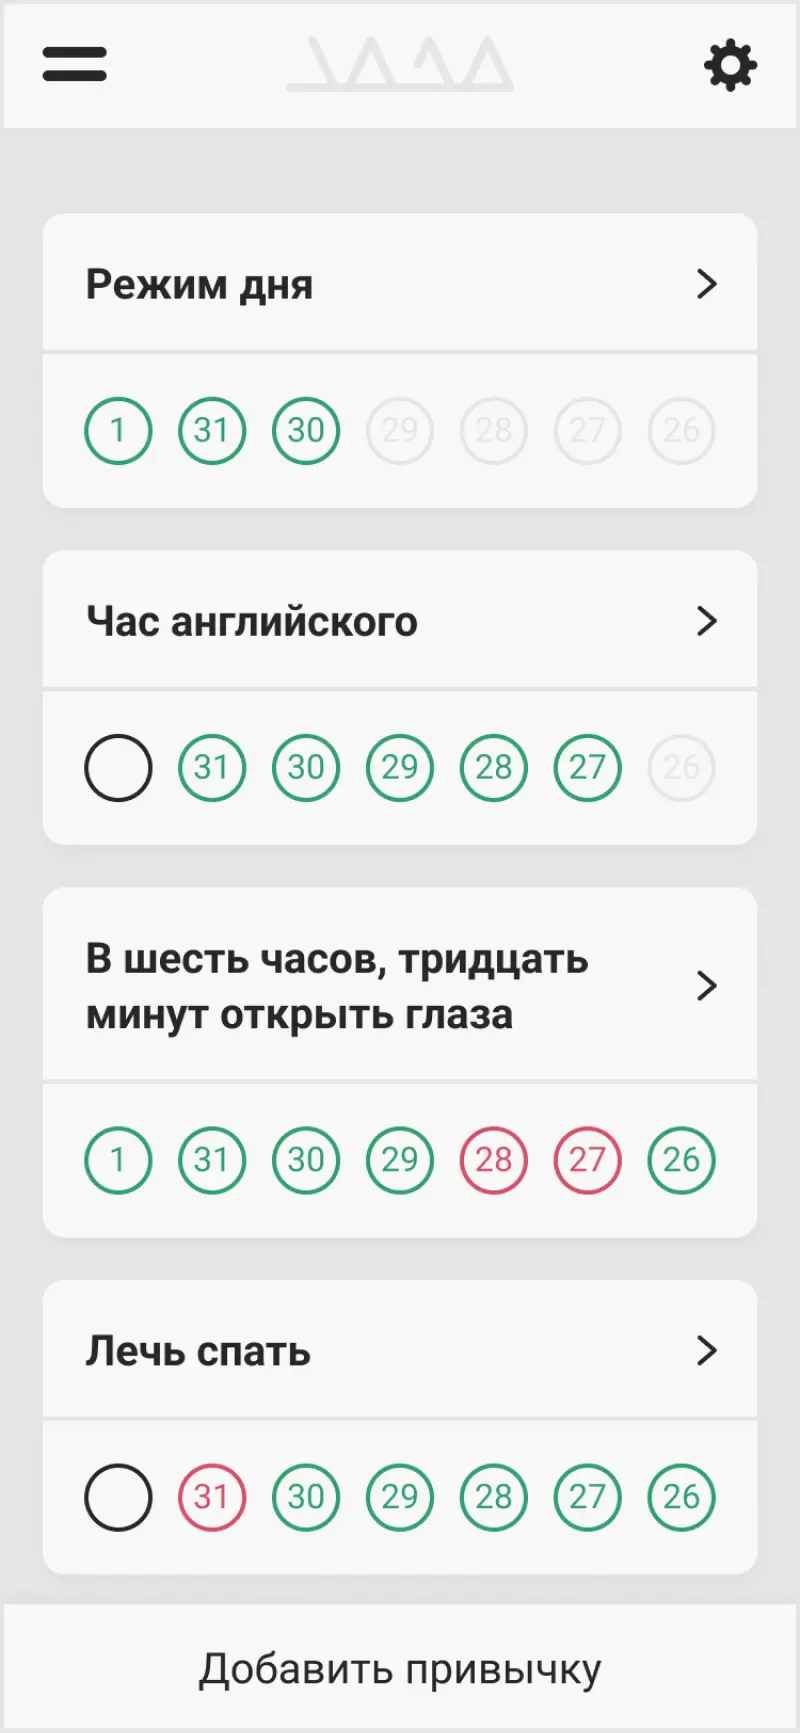 Режим дня
1 31 30 29 28 27 26
Час английского
31 30 29 28 27 26
В шесть часов, тридцать
минут открыть глаза
1 31 30 29 28 27 26
Лечь спать
31 30 29 28 27 26
Добавить привычку